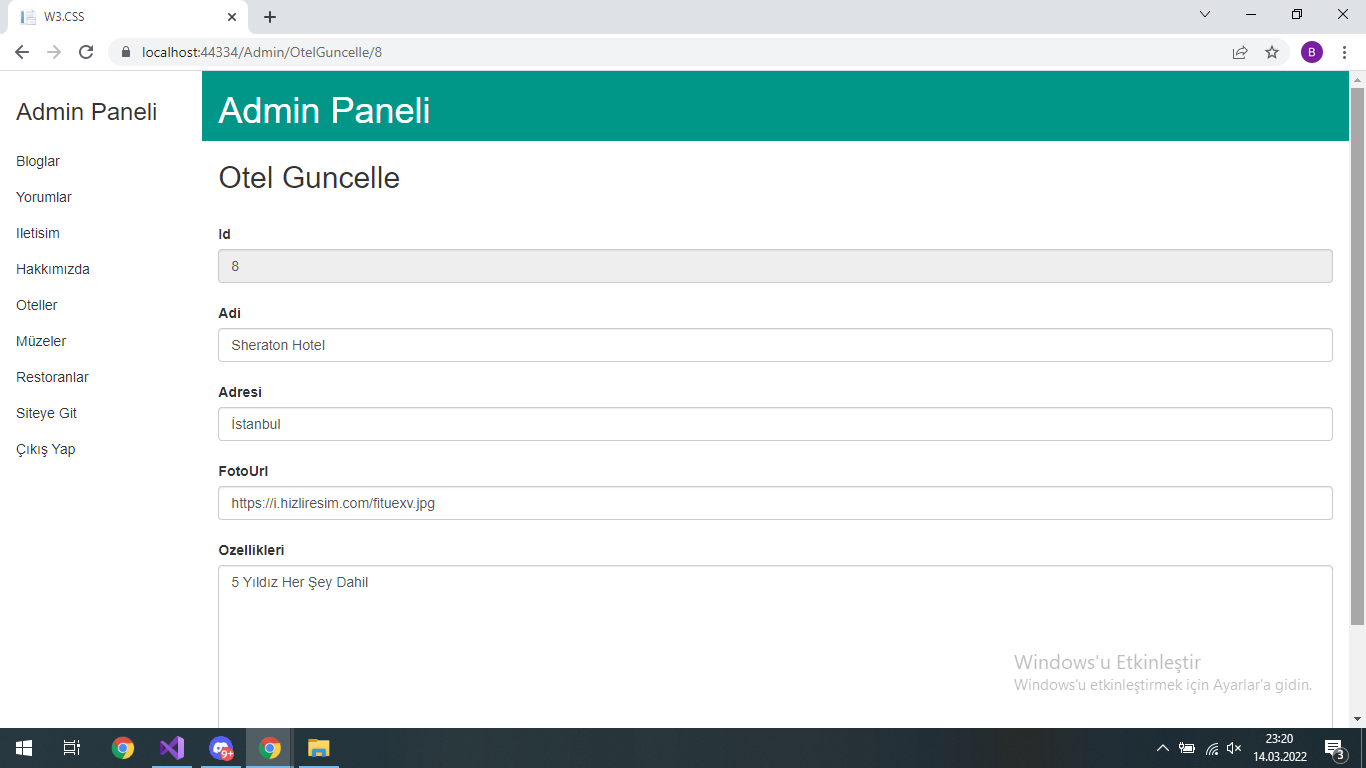 W3.CSS
localhost:44334/Admin/OtelGuncelle/8
B
Admin Paneli
Bloglar
Yorumlar
Iletisim
Hakkımızda
Oteller
Müzeler
Restoranlar
Siteye Git
Çıkış Yap
Admin Paneli
Otel Guncelle
Id
8
Adi
Sheraton Hotel
Adresi
İstanbul
FotoUrl
https://i.hizliresim.com/fituexv.jpg
Ozellikleri
5 Yıldız Her Şey Dahil
Windows'u Etkinleştir
Windows'u etkinleştirmek için Ayarlar'a gidin.
9+
23:20
14.03.2022
3